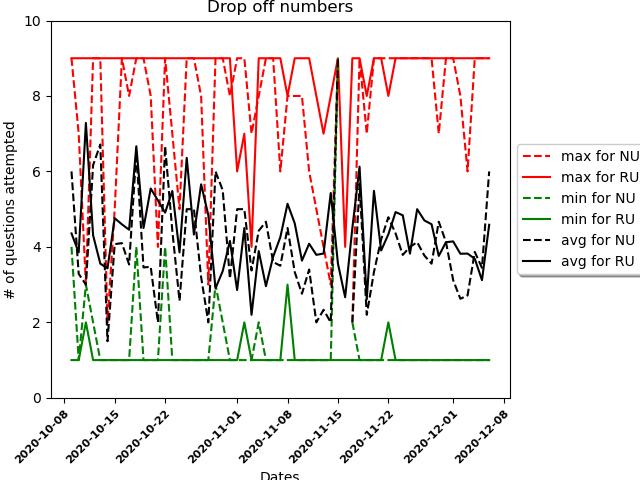 Drop off numbers
# of questions attempted
10
8
6
4
2
0
2020-10-08
2020-10-15
2020-10-22
2020-11-01
2020-11-08
2020-11-15
2020-11-22
2020-12-01
2020-12-08
Dates
max for NU
max for RU
min for NU
min for RU
avg for NU
avg for RU